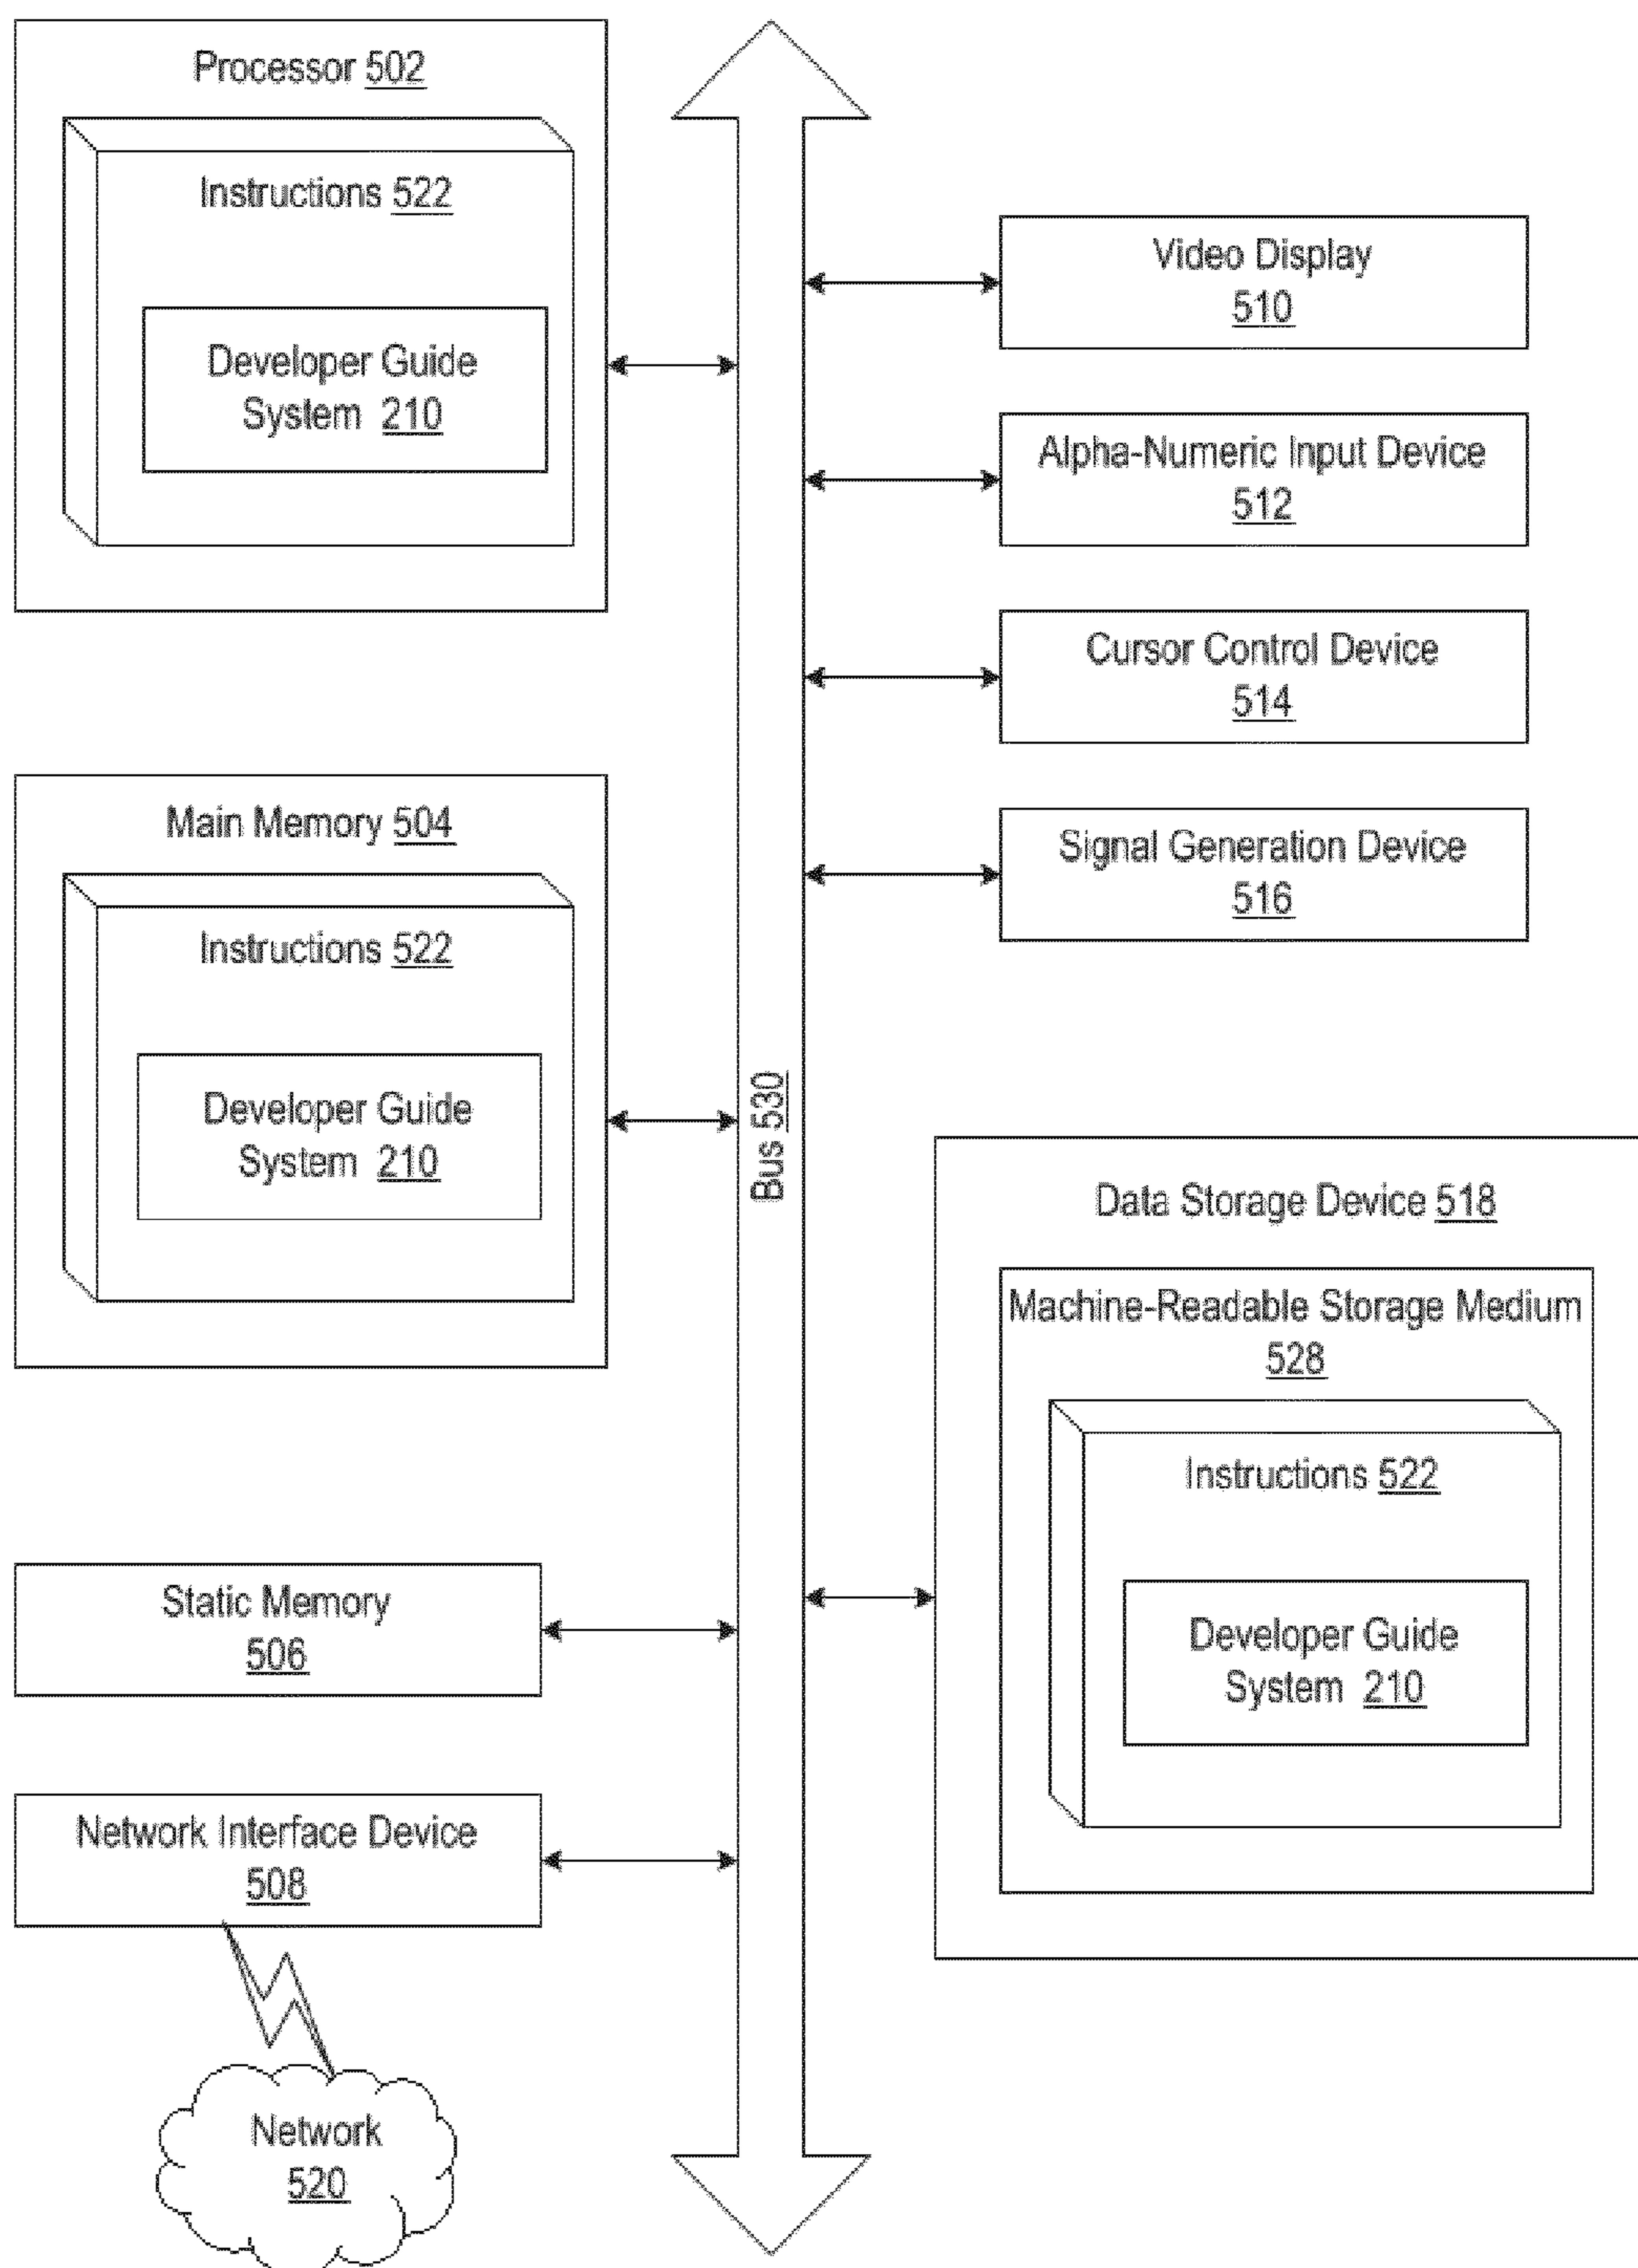 Processor 502
Instructions 522
Developer Guide
System 210
Main Memory 504
Instructions 522
Developer Guide
System 210
Static Memory
506
Network Interface Device
508
Network
520
Bus 530
Video Display
510
Alpha-Numeric Input Device
512
Cursor Control Device
514
Signal Generation Device
516
Data Storage Device 518
Machine-Readable Storage Medium
528
Instructions 522
Developer Guide
System 210